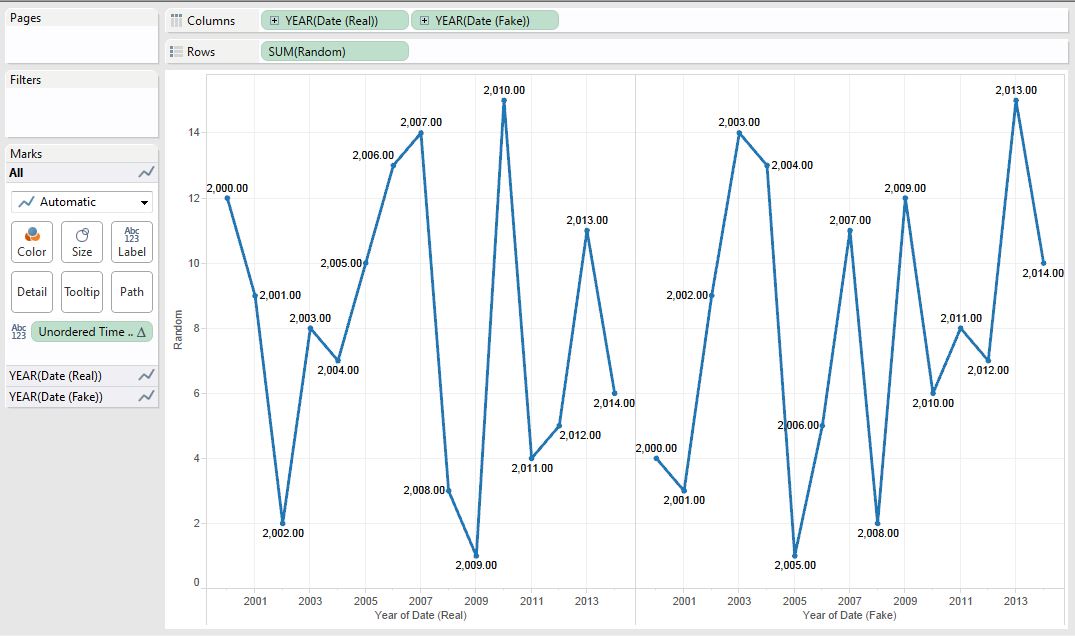 Pages
Columns
YEAR(Date (Real))
YEAR(Date (Fake))
Rows
SUM(Random)
Filters
Marks
All
Automatic
Color
Size
Abc
123
Label
Detail
Tooltip
Path
Abc
123
Unordered Time .. Δ
YEAR(Date (Real))
YEAR(Date (Fake))
Random
14
12
10
8
6
4
2
0
2,000.00
2,001.00
2,002.00
2,003.00
2,004.00
2,005.00
2,006.00
2,007.00
2,008.00
2,009.00
2,010.00
2,011.00
2,012.00
2,013.00
2,014.00
2001 2003 2005 2007 2009 2011 2013
Year of Date (Real)
2,000.00
2,001.00
2,002.00
2,003.00
2,004.00
2,005.00
2,006.00
2,007.00
2,008.00
2,009.00
2,010.00
2,011.00
2,012.00
2,013.00
2,014.00
2001 2003 2005 2007 2009 2011 2013
Year of Date (Fake)